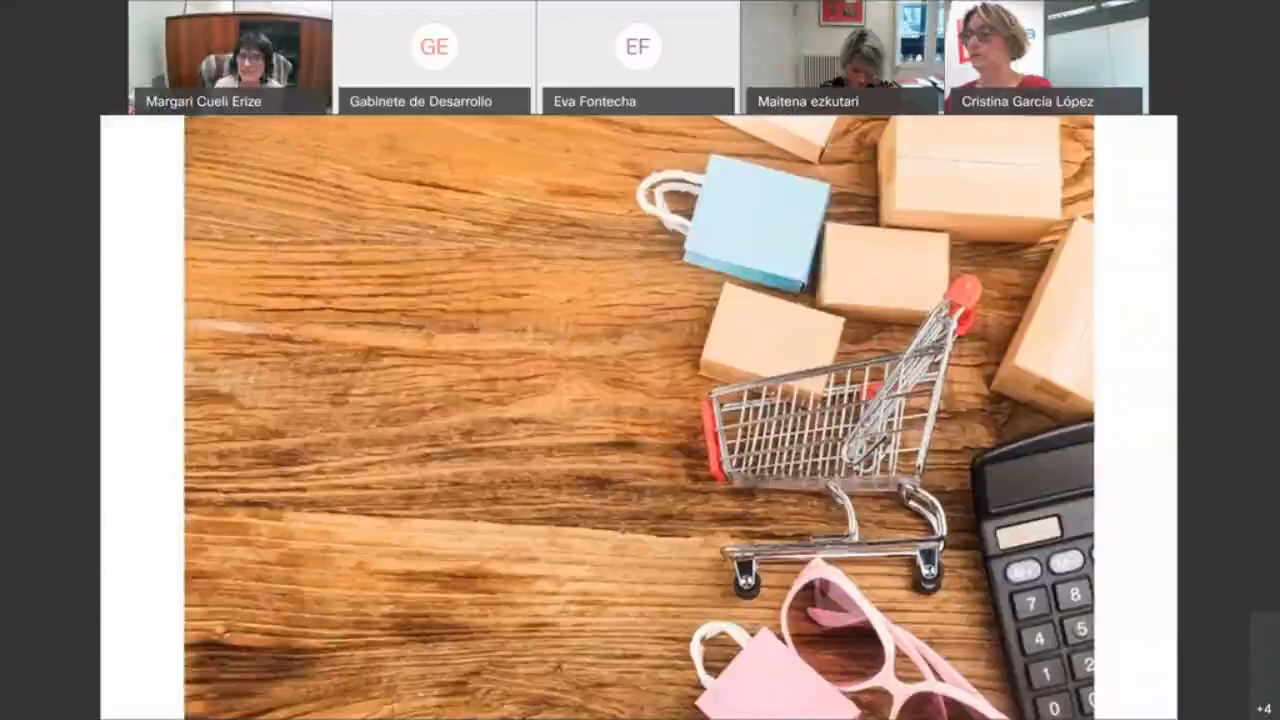 GE
EF
Margari Cueli Erize
Gabinete de Desarrollo
Eva Fontecha
Maitena ezkutari
Cristina García López
7
8
4
5
1
2
0
+4